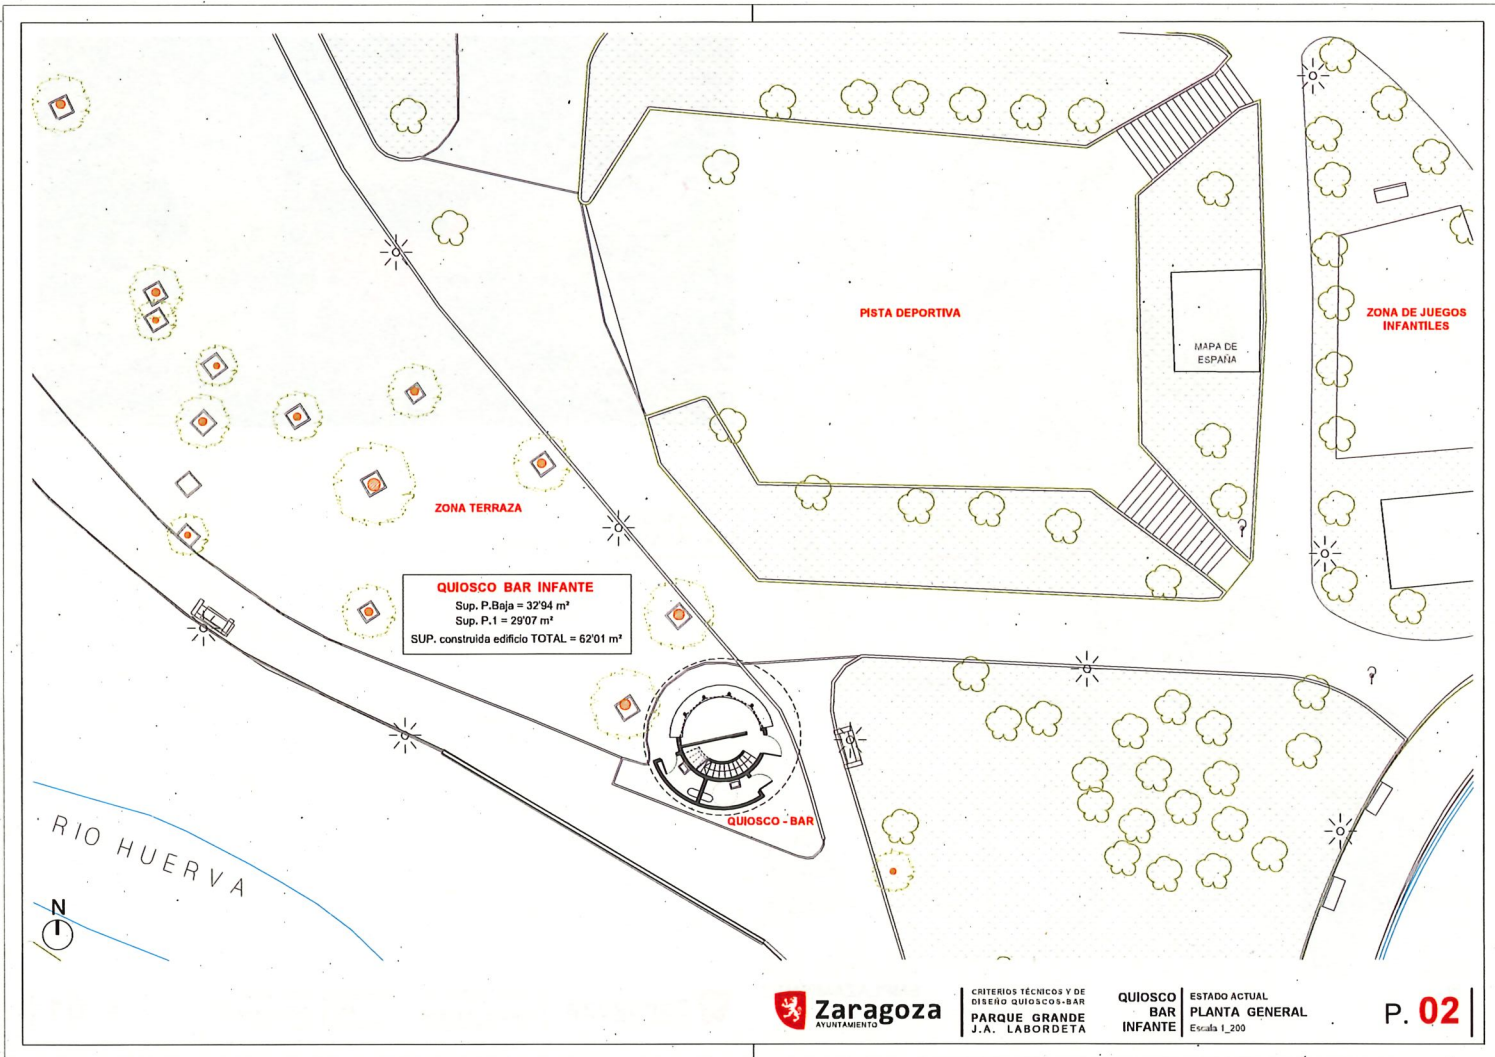 PISTA DEPORTIVA
ZONA DE JUEGOS
INFANTILES
MAPA DE
ESPAÑA
ZONA TERRAZA
QUIOSCO BAR INFANTE
Sup. P.Baja = 32'94 m²
Sup. P.1 = 29'07 m²
SUP. construida edificio TOTAL = 62'01 m²
QUIOSCO - BAR
RIO HUERVA
N
Zaragoza
AYUNTAMIENTO
CRITERIOS TÉCNICOS Y DE
DISEÑO QUIOSCOS-BAR
PARQUE GRANDE
J.A. LABORDETA
QUIOSCO
BAR
INFANTE
ESTADO ACTUAL
PLANTA GENERAL
Escala 1_200
P. 02